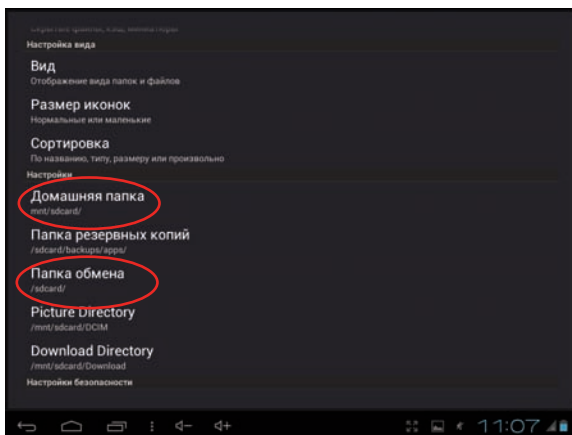 Настройка вида
Вид
Отображение вида папок и файлов
Размер иконок
Нормальные или маленькие
Сортировка
По названию, типу, размеру или произвольно
Настройки
Домашняя папка
mnt/sdcard/
Папка резервных копий
/sdcard/backups/apps/
Папка обмена
/sdcard/
Picture Directory
/mnt/sdcard/DCIM
Download Directory
/mnt/sdcard/Download
Настройки безопасности
11:07